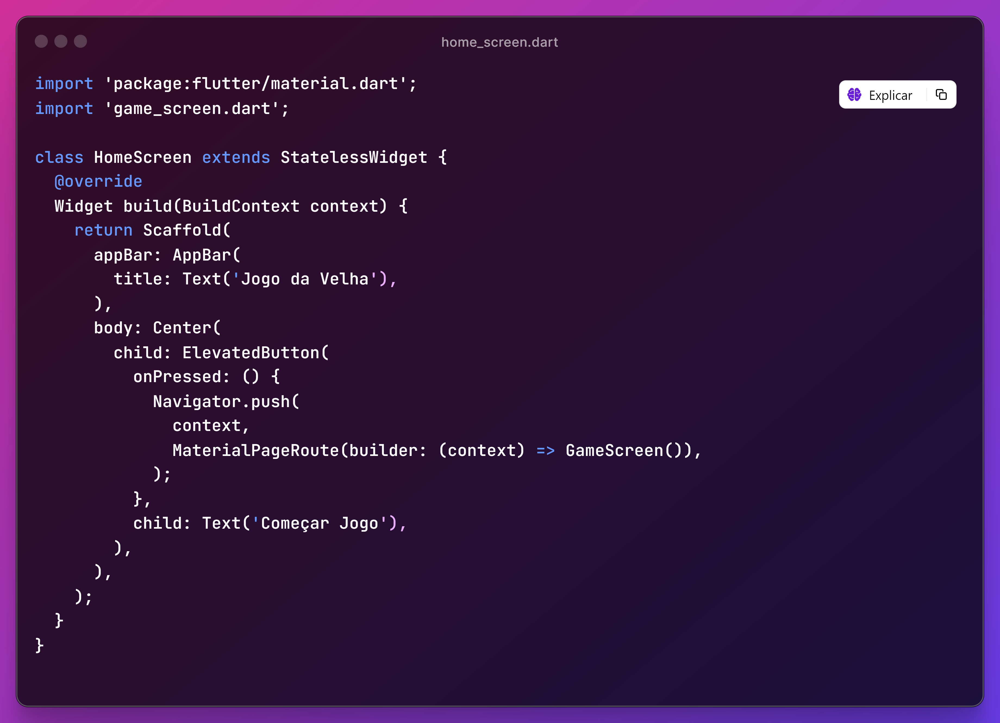 home_screen.dart
import 'package:flutter/material.dart';
Explicar
import 'game_screen.dart';
class HomeScreen extends StatelessWidget {
  @override
  Widget build(BuildContext context) {
    return Scaffold(
      appBar: AppBar(
        title: Text('Jogo da Velha'),
      ),
      body: Center(
        child: ElevatedButton(
          onPressed: () {
            Navigator.push(
              context,
              MaterialPageRoute(builder: (context) => GameScreen()),
            );
          },
          child: Text('Começar Jogo'),
        ),
      ),
    );
  }
}